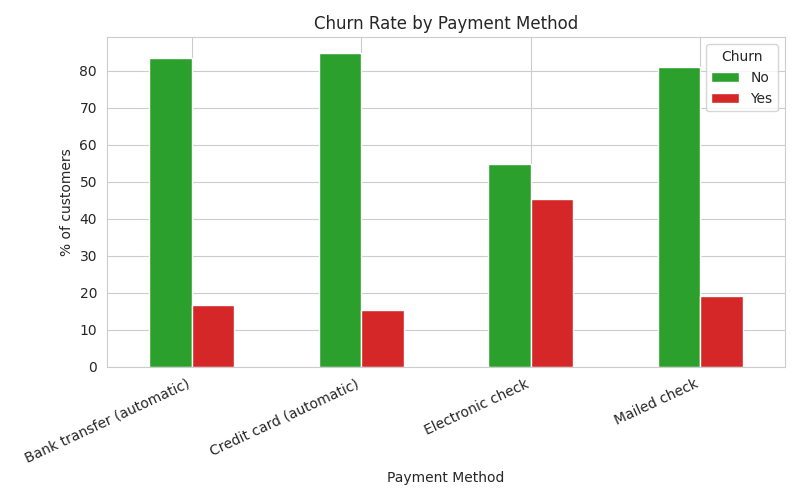 Churn Rate by Payment Method
Churn
No
Yes
% of customers
80
70
60
50
40
30
20
10
0
Bank transfer (automatic)
Credit card (automatic)
Electronic check
Mailed check
Payment Method